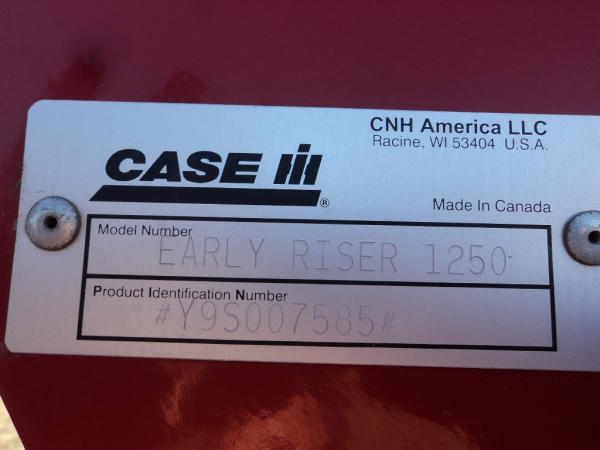 CNH America LLC
Racine, WI 53404 U.S.A.
CASE IH ®
Made In Canada
Model Number
EARLY RISER 1250
Product Identification Number
#Y9S007585#